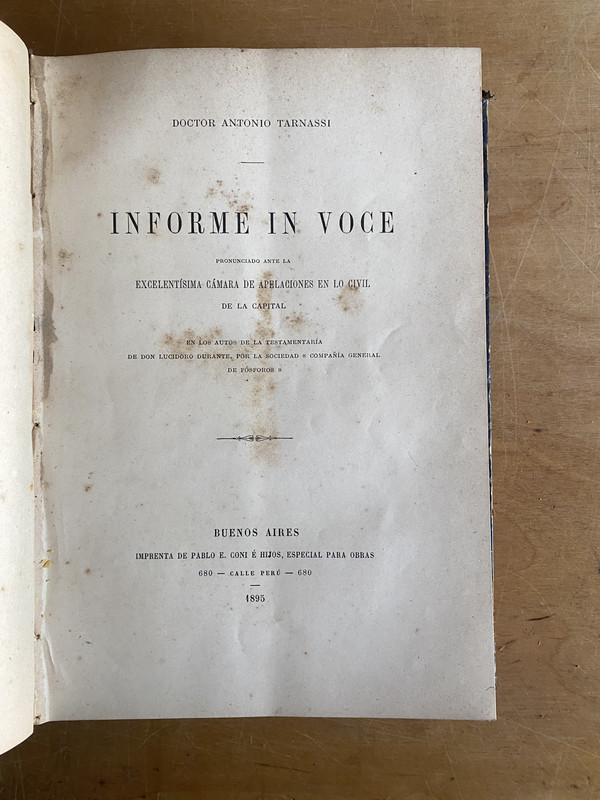 DOCTOR ANTONIO TARNASSI
INFORME IN VOCE
PRONUNCIADO ANTE LA
EXCELENTÍSIMA CÁMARA DE APELACIONES EN LO CIVIL
DE LA CAPITAL
EN LOS AUTOS DE LA TESTAMENTARÍA
DE DON LUCIDORO DURANTE, POR LA SOCIEDAD « COMPAÑÍA GENERAL
DE FÓSFOROS »
BUENOS AIRES
IMPRENTA DE PABLO E. CONI É HIJOS, ESPECIAL PARA OBRAS
680 — CALLE PERÚ — 680
1895